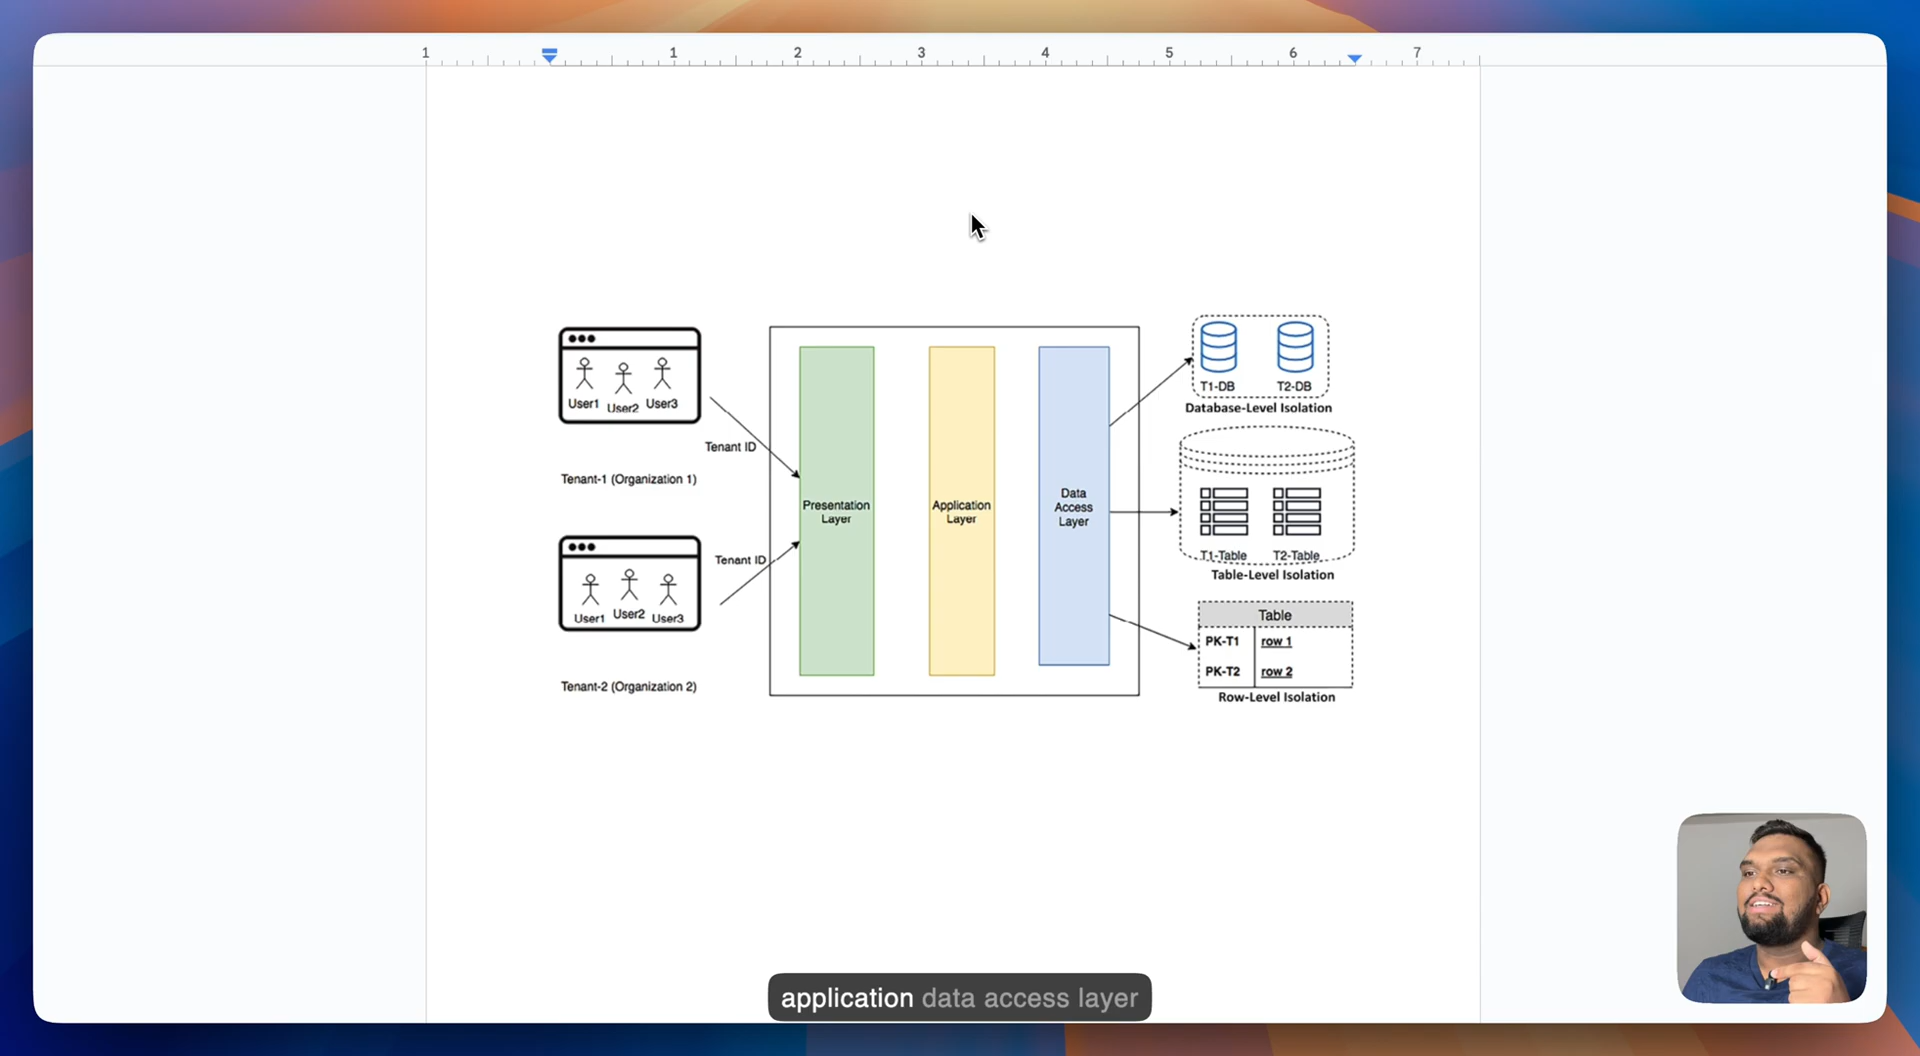 1 1 2 3 4 5 6 7
User1 User2 User3
Tenant ID
Tenant-1 (Organization 1)
User1 User2 User3
Tenant ID
Tenant-2 (Organization 2)
Presentation
Layer
Application
Layer
Data
Access
Layer
T1-DB T2-DB
Database-Level Isolation
T1-Table T2-Table
Table-Level Isolation
Table
PK-T1 row 1
PK-T2 row 2
Row-Level Isolation
application data access layer